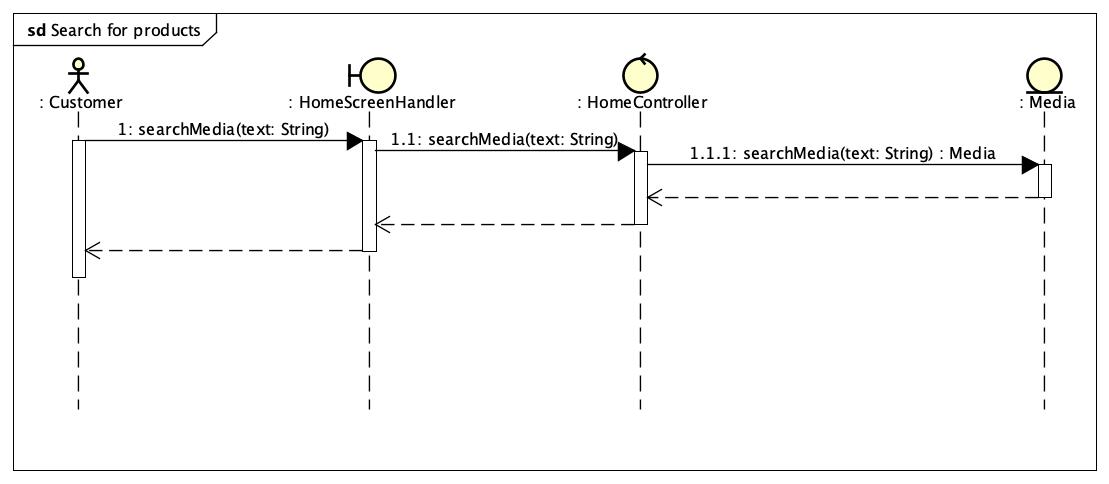 sd Search for products
: Customer
: HomeScreenHandler
: HomeController
: Media
1: searchMedia(text: String)
1.1: searchMedia(text: String)
1.1.1: searchMedia(text: String) : Media